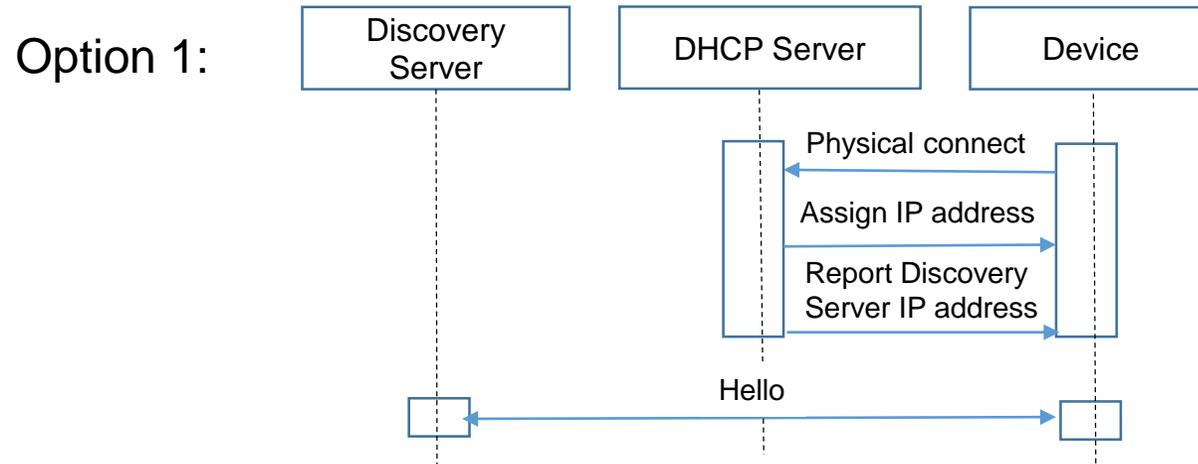 Option 1:
Discovery
Server
DHCP Server
Device
Physical connect
Assign IP address
Report Discovery
Server IP address
Hello